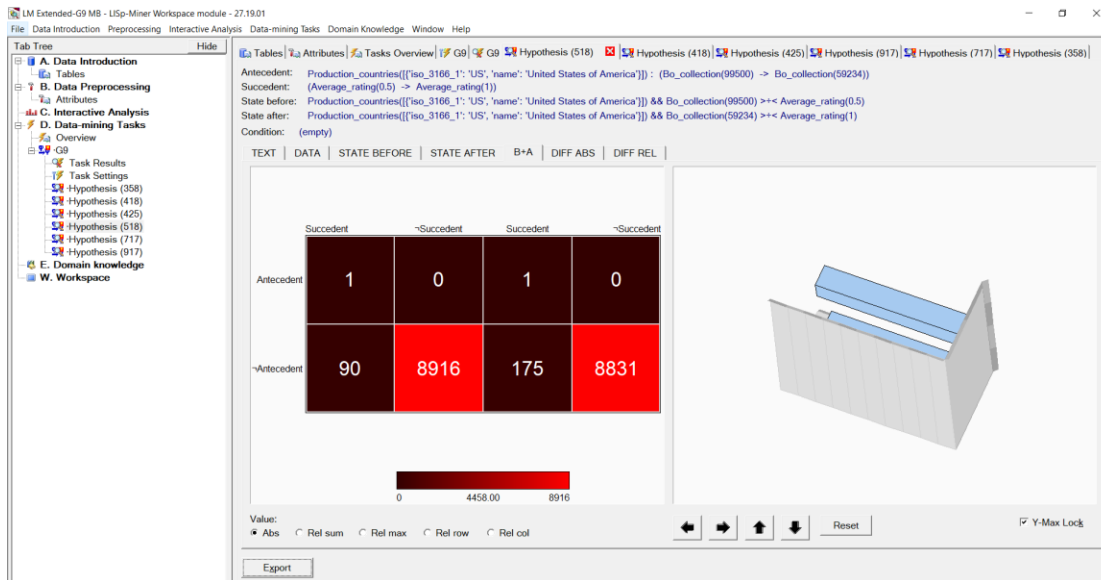 LM Extended-G9 MB - LISp-Miner Workspace module - 27.19.01
File Data Introduction Preprocessing Interactive Analysis Data-mining Tasks Domain Knowledge Window Help
Tab Tree Hide
A. Data Introduction
Tables
B. Data Preprocessing
Attributes
C. Interactive Analysis
D. Data-mining Tasks
Overview
G9
Task Results
Task Settings
Hypothesis (358)
Hypothesis (418)
Hypothesis (425)
Hypothesis (518)
Hypothesis (717)
Hypothesis (917)
E. Domain knowledge
W. Workspace
Tables Attributes Tasks Overview G9 G9 Hypothesis (518) Hypothesis (418) Hypothesis (425) Hypothesis (917) Hypothesis (717) Hypothesis (358)
Antecedent: Production_countries([{'iso_3166_1': 'US', 'name': 'United States of America'}]) : (Bo_collection(99500) -> Bo_collection(59234))
Succedent: (Average_rating(0.5) -> Average_rating(1))
State before: Production_countries([{'iso_3166_1': 'US', 'name': 'United States of America'}]) && Bo_collection(99500) >÷< Average_rating(0.5)
State after: Production_countries([{'iso_3166_1': 'US', 'name': 'United States of America'}]) && Bo_collection(59234) >÷< Average_rating(1)
Condition: (empty)
TEXT DATA STATE BEFORE STATE AFTER B+A DIFF ABS DIFF REL
Succedent ¬Succedent Succedent ¬Succedent
Antecedent 1 0 1 0
¬Antecedent 90 8916 175 8831
0 4458.00 8916
Value:
Abs Rel sum Rel max Rel row Rel col
Reset
Y-Max Lock
Export